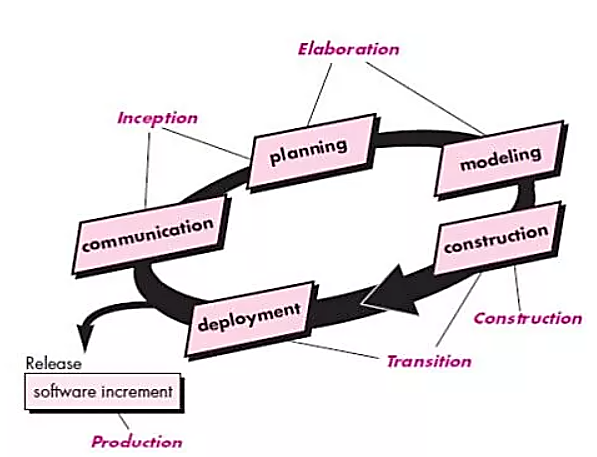 Elaboration
Inception
planning
modeling
communication
construction
deployment
Construction
Transition
Release
software increment
Production